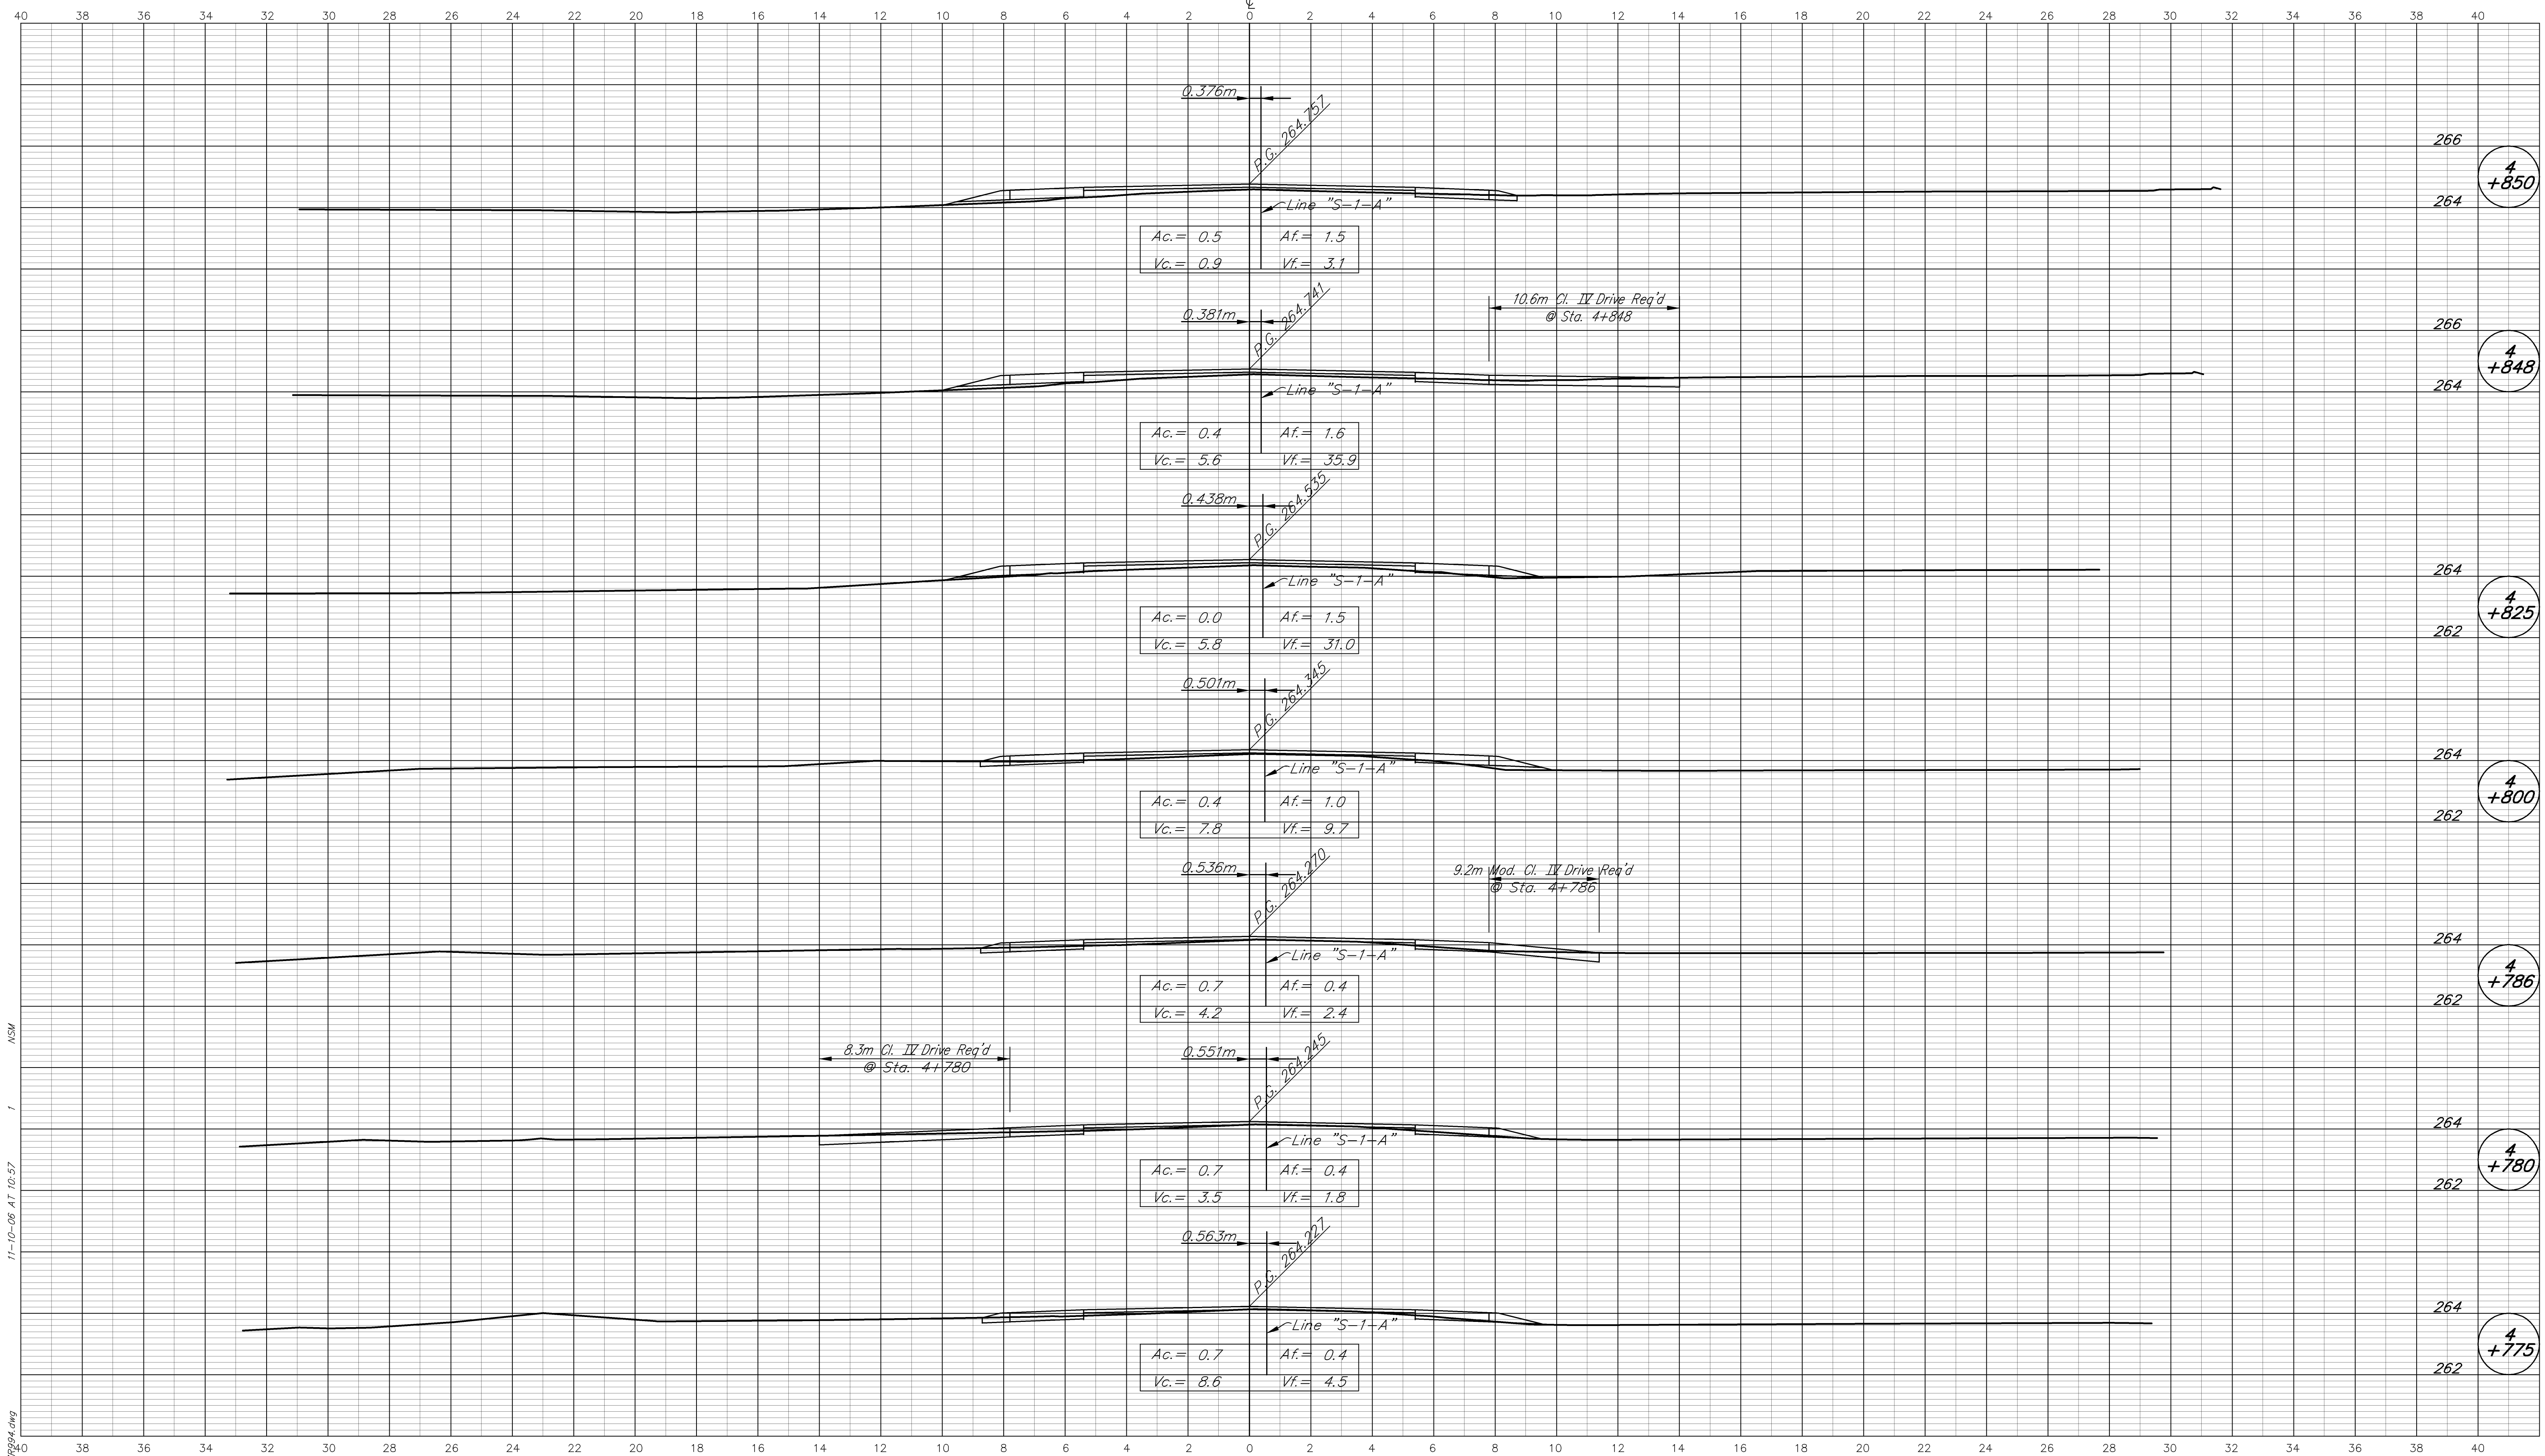 40 38 36 34 32 30 28 26 24 22 20 18 16 14 12 10 8 6 4 2 0 2 4 6 8 10 12 14 16 18 20 22 24 26 28 30 32 34 36 38 40
℄
0.376m
P.G. 264.757
266
4
+850
264
Line "S-1-A"
Ac.= 0.5 Af.= 1.5
Vc.= 0.9 Vf.= 3.1
0.381m
P.G. 264.741
10.6m Cl. IV Drive Req'd
@ Sta. 4+848
266
4
+848
264
Line "S-1-A"
Ac.= 0.4 Af.= 1.6
Vc.= 5.6 Vf.= 35.9
0.438m
P.G. 264.535
264
Line "S-1-A"
4
+825
Ac.= 0.0 Af.= 1.5
Vc.= 5.8 Vf.= 31.0
262
0.501m
P.G. 264.345
264
Line "S-1-A"
4
+800
Ac.= 0.4 Af.= 1.0
Vc.= 7.8 Vf.= 9.7
262
0.536m
P.G. 264.270
9.2m Mod. Cl. IV Drive Req'd
@ Sta. 4+786
264
Line "S-1-A"
4
+786
Ac.= 0.7 Af.= 0.4
Vc.= 4.2 Vf.= 2.4
262
8.3m Cl. IV Drive Req'd
@ Sta. 4+780
0.551m
P.G. 264.245
264
Line "S-1-A"
4
+780
Ac.= 0.7 Af.= 0.4
Vc.= 3.5 Vf.= 1.8
262
0.563m
P.G. 264.227
264
Line "S-1-A"
4
+775
Ac.= 0.7 Af.= 0.4
Vc.= 8.6 Vf.= 4.5
262
40 38 36 34 32 30 28 26 24 22 20 18 16 14 12 10 8 6 4 2 0 2 4 6 8 10 12 14 16 18 20 22 24 26 28 30 32 34 36 38 40
11-10-06 AT 10:57 1 NSM